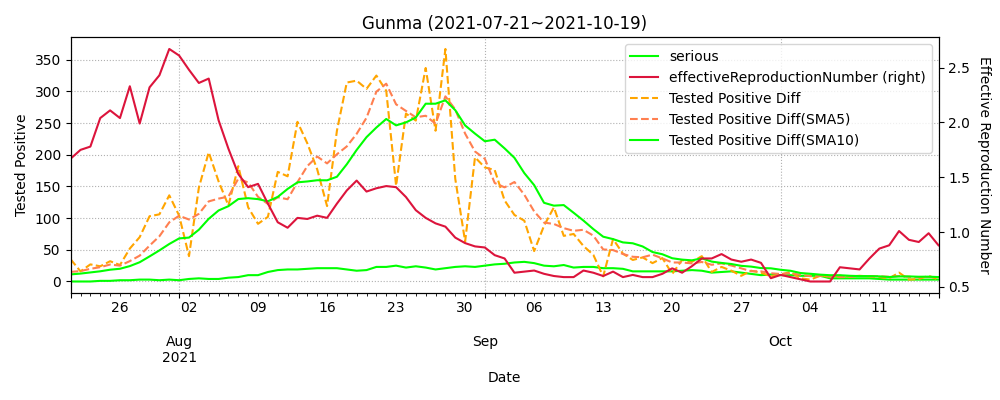 Gunma (2021-07-21~2021-10-19)
serious
effectiveReproductionNumber (right)
Tested Positive Diff
Tested Positive Diff(SMA5)
Tested Positive Diff(SMA10)
Tested Positive
350
300
250
200
150
100
50
0
Effective Reproduction Number
2.5
2.0
1.5
1.0
0.5
26 02 09 16 23 30 06 13 20 27 04 11
Aug Sep Oct
2021
Date